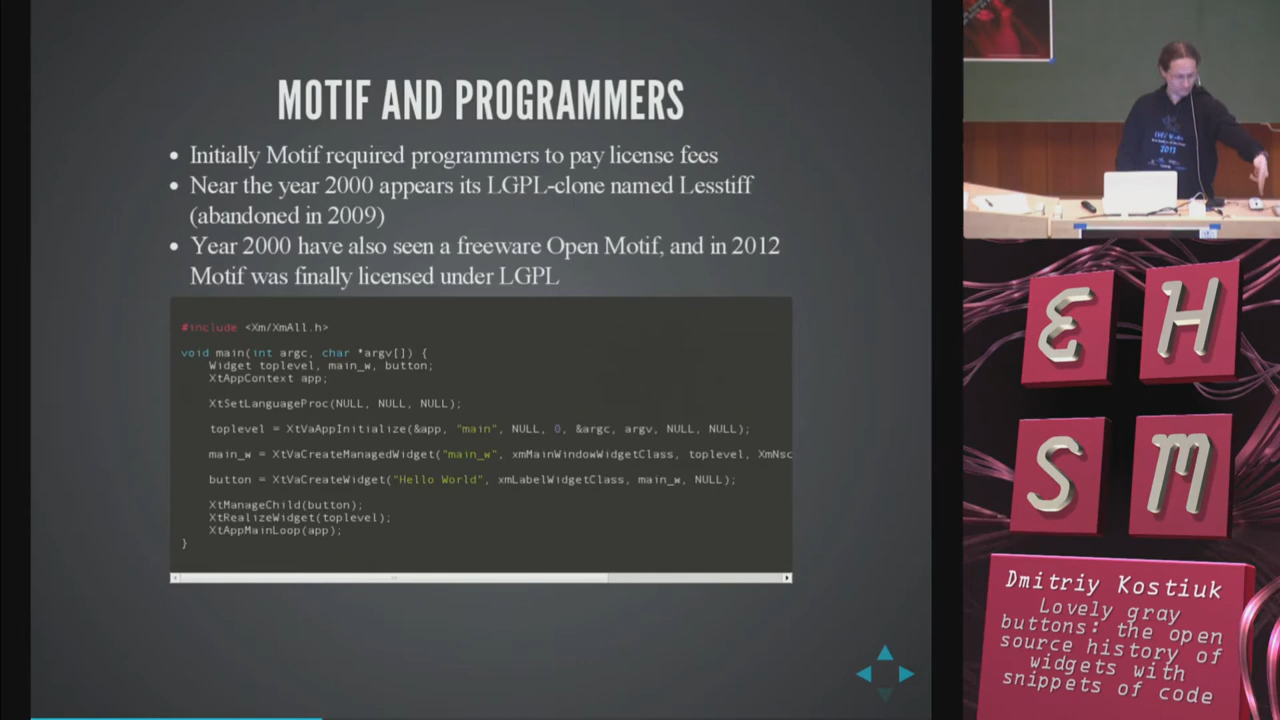 MOTIF AND PROGRAMMERS
• Initially Motif required programmers to pay license fees
• Near the year 2000 appears its LGPL-clone named Lesstiff
(abandoned in 2009)
• Year 2000 have also seen a freeware Open Motif, and in 2012
Motif was finally licensed under LGPL
#include <Xm/XmAll.h>
void main(int argc, char *argv[]) {
Widget toplevel, main_w, button;
XtAppContext app;
XtSetLanguageProc(NULL, NULL, NULL);
toplevel = XtVaAppInitialize(&app, "main", NULL, 0, &argc, argv, NULL, NULL);
main_w = XtVaCreateManagedWidget("main_w", xmMainWindowWidgetClass, toplevel, XmNsc
button = XtVaCreateWidget("Hello World", xmLabelWidgetClass, main_w, NULL);
XtManageChild(button);
XtRealizeWidget(toplevel);
XtAppMainLoop(app);
}
2013
E H
S M
Dmitriy Kostiuk
Lovely gray
buttons: the open
source history of
widgets with
snippets of code